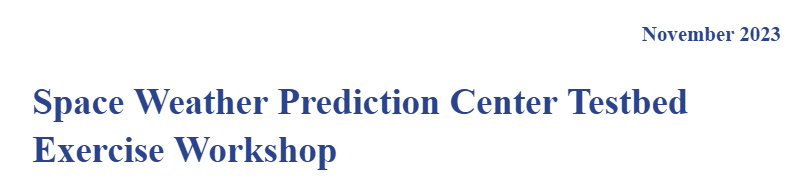 November 2023
Space Weather Prediction Center Testbed
Exercise Workshop